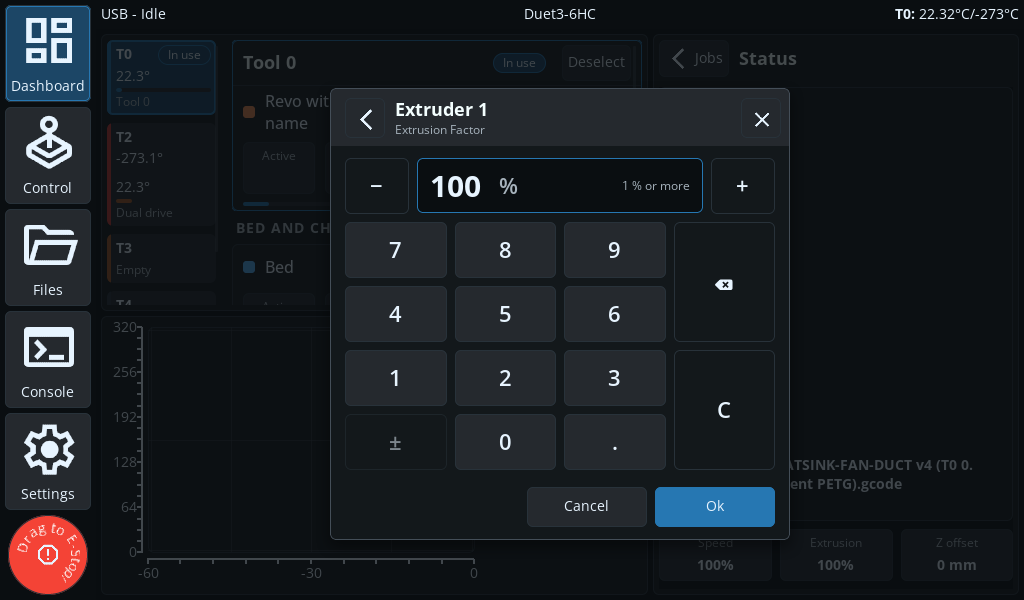 USB - Idle
Duet3-6HC
T0: 22.32°C/-273°C
Dashboard
Control
Files
Console
Settings
Drag to E-Stop!
T0
In use
22.3°
Tool 0
T2
-273.1°
22.3°
Dual drive
T3
Empty
T4
Tool 0
In use
Deselect
Revo wit
name
Active
BED AND CH
Bed
Jobs
Status
Extruder 1
Extrusion Factor
−
100 %
1 % or more
+
7
8
9
4
5
6
1
2
3
C
±
0
.
Cancel
Ok
320
256
192
128
64
0
-60
-30
0
ATSINK-FAN-DUCT v4 (T0 0.
ent PETG).gcode
Speed
100%
Extrusion
100%
Z offset
0 mm